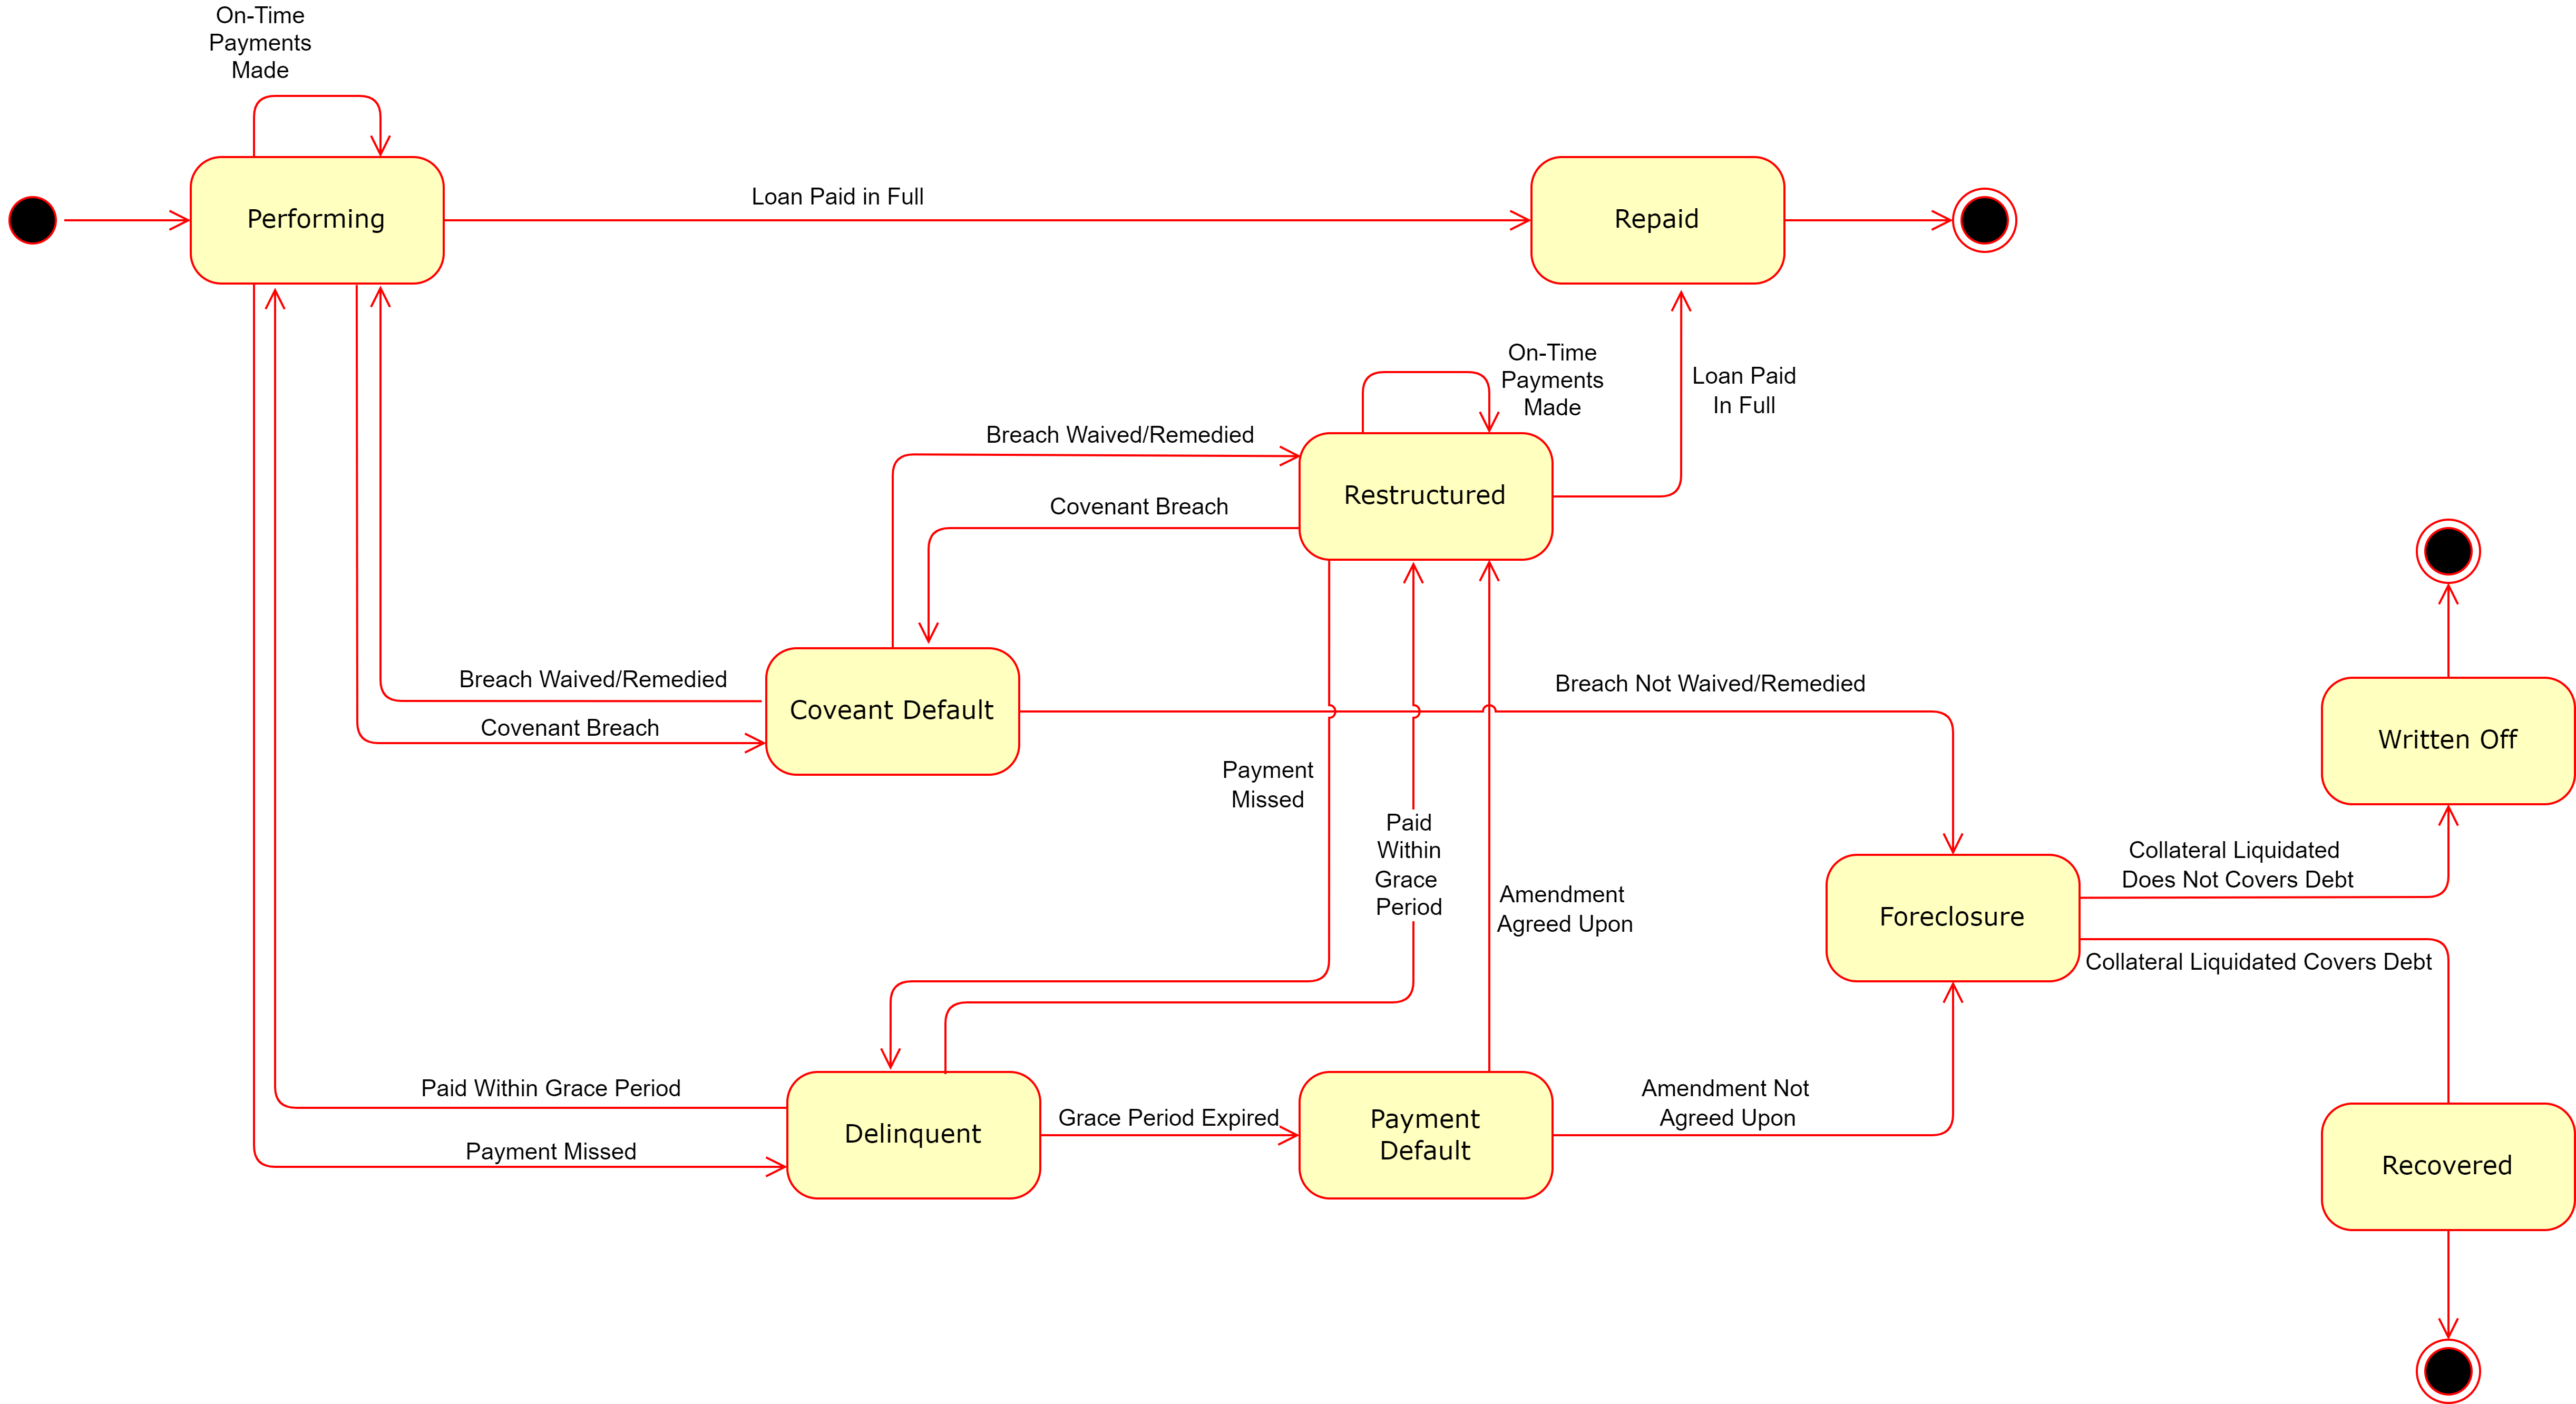 On-Time
Payments
Made
Performing
Loan Paid in Full
Repaid
On-Time
Payments
Made
Loan Paid
In Full
Breach Waived/Remedied
Restructured
Covenant Breach
Breach Waived/Remedied
Covenant Breach
Coveant Default
Breach Not Waived/Remedied
Written Off
Payment
Missed
Paid
Within
Grace
Period
Amendment
Agreed Upon
Collateral Liquidated
Does Not Covers Debt
Foreclosure
Collateral Liquidated Covers Debt
Paid Within Grace Period
Payment Missed
Delinquent
Grace Period Expired
Payment
Default
Amendment Not
Agreed Upon
Recovered